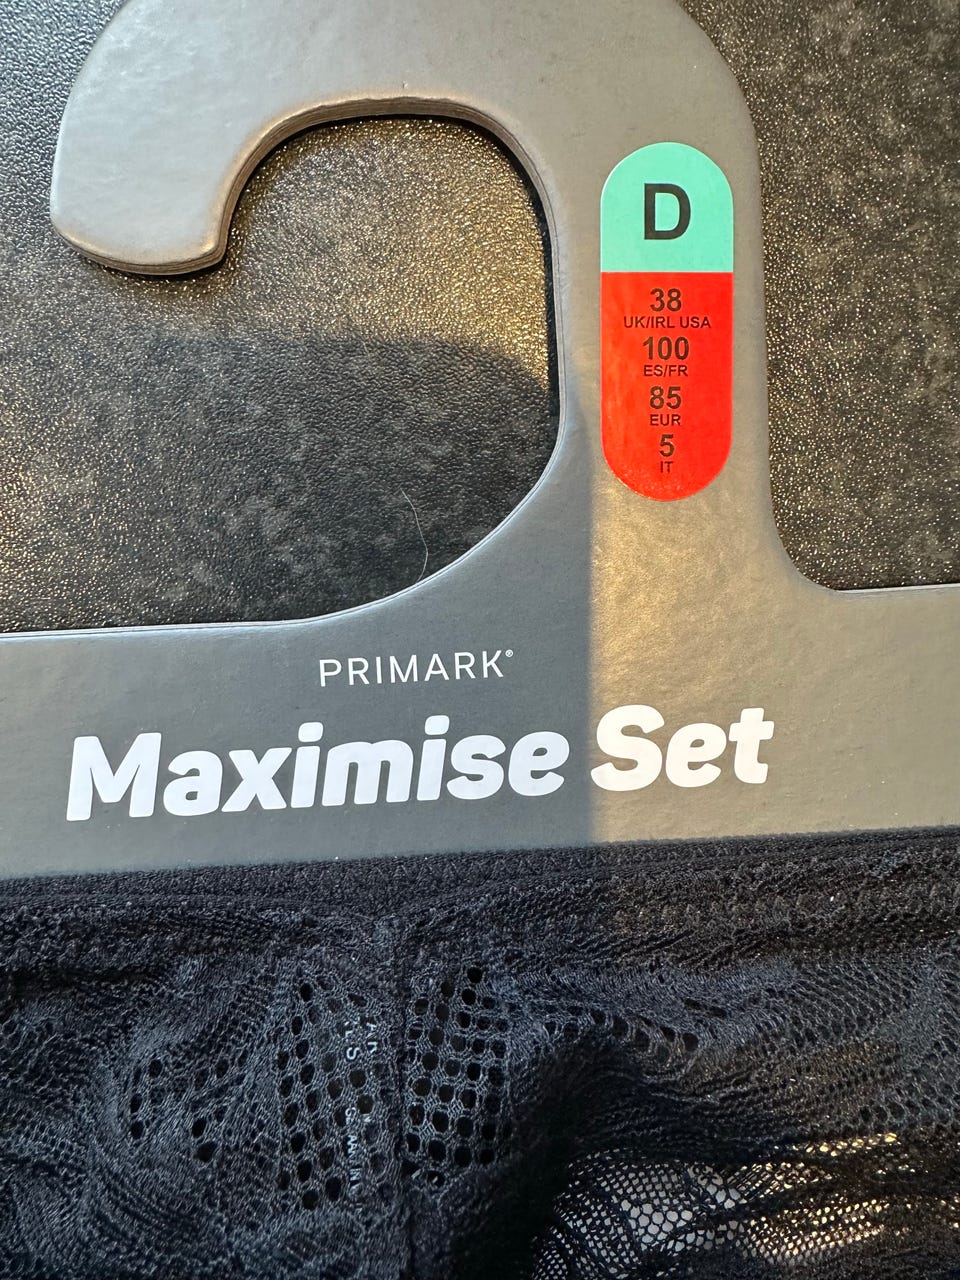 D
38
UK/IRL USA
100
ES/FR
85
EUR
5
IT
PRIMARK®
Maximise Set